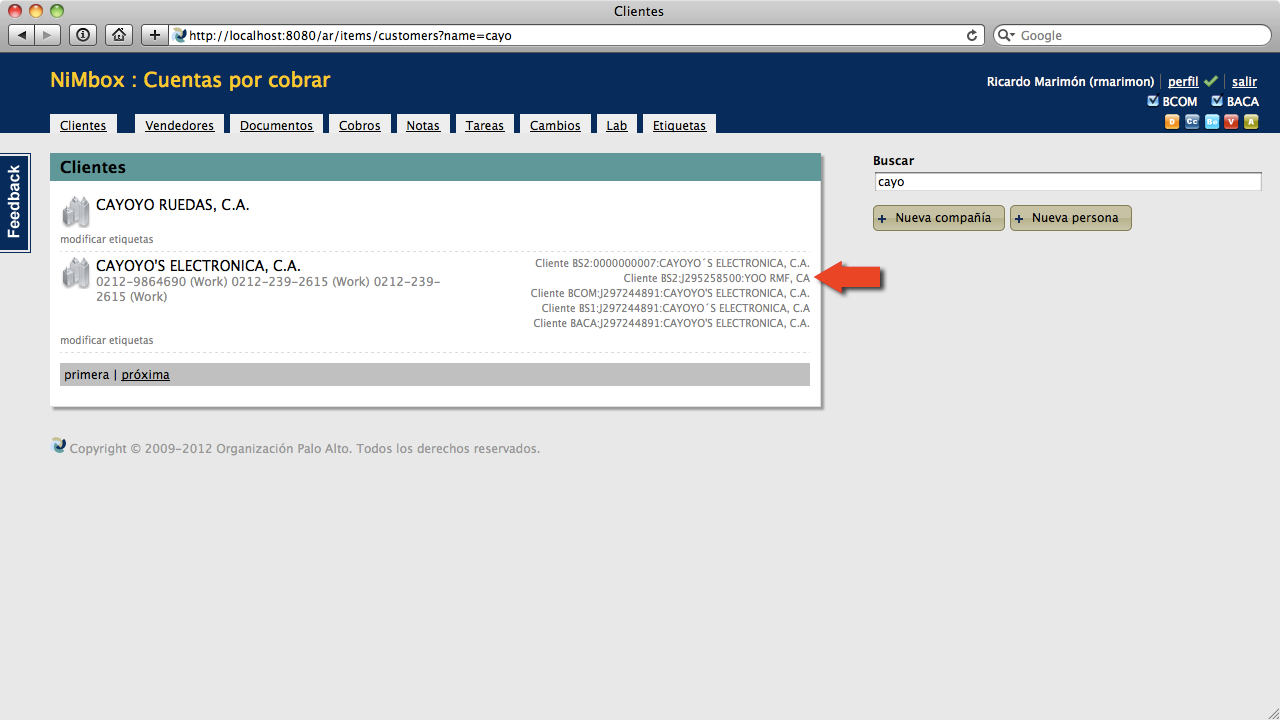 Clientes
http://localhost:8080/ar/items/customers?name=cayo
Google
NiMbox : Cuentas por cobrar
Ricardo Marimón (rmarimon) perfil salir
BCOM BACA
D Cc Be V A
Clientes Vendedores Documentos Cobros Notas Tareas Cambios Lab Etiquetas
Feedback
Clientes
CAYOYO RUEDAS, C.A.
modificar etiquetas
CAYOYO'S ELECTRONICA, C.A.
0212-9864690 (Work) 0212-239-2615 (Work) 0212-239-
2615 (Work)
Cliente BS2:0000000007:CAYOYO´S ELECTRONICA, C.A.
Cliente BS2:J295258500:YOO RMF, CA
Cliente BCOM:J297244891:CAYOYO'S ELECTRONICA, C.A.
Cliente BS1:J297244891:CAYOYO´S ELECTRONICA, C.A
Cliente BACA:J297244891:CAYOYO'S ELECTRONICA, C.A.
modificar etiquetas
primera | próxima
Buscar
cayo
+ Nueva compañía + Nueva persona
Copyright © 2009-2012 Organización Palo Alto. Todos los derechos reservados.